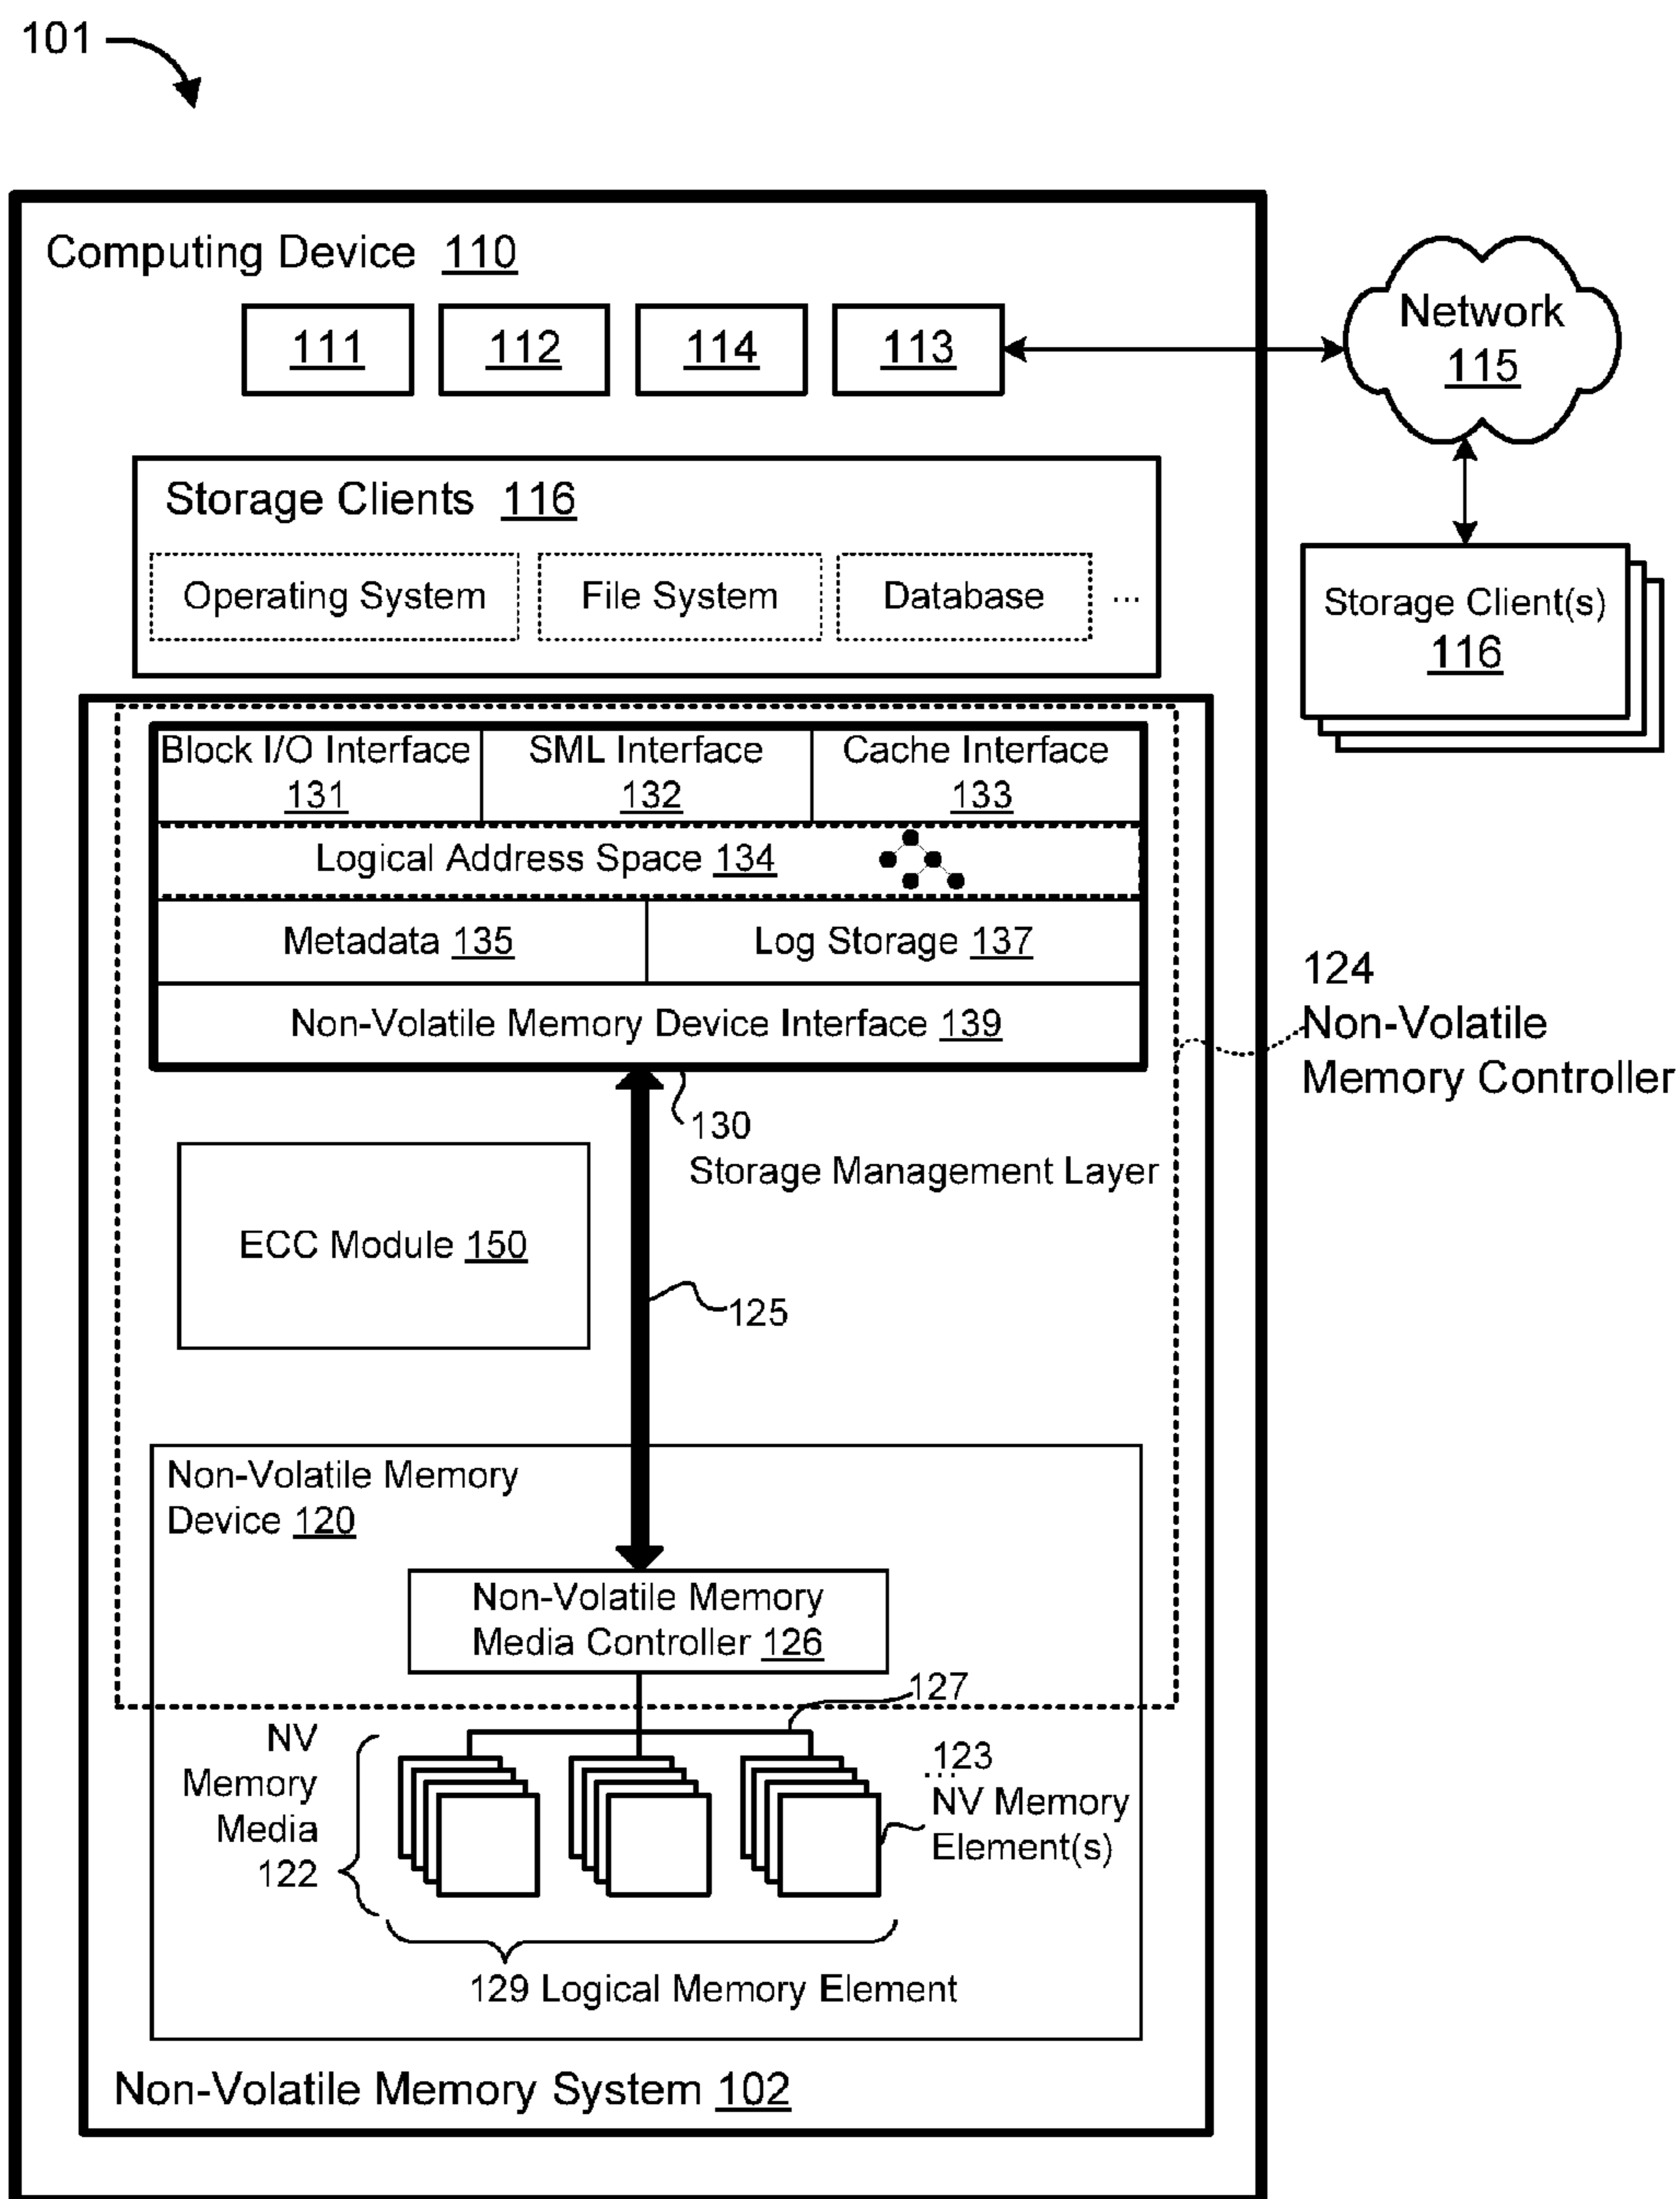 101
Computing Device 110
111 112 114 113
Network
115
Storage Clients 116
Operating System File System Database ...
Storage Client(s)
116
Block I/O Interface
131
SML Interface
132
Cache Interface
133
Logical Address Space 134
Metadata 135
Log Storage 137
Non-Volatile Memory Device Interface 139
124
Non-Volatile
Memory Controller
130
Storage Management Layer
ECC Module 150
125
Non-Volatile Memory
Device 120
Non-Volatile Memory
Media Controller 126
127
NV
Memory
Media
122
...
123
NV Memory
Element(s)
129 Logical Memory Element
Non-Volatile Memory System 102